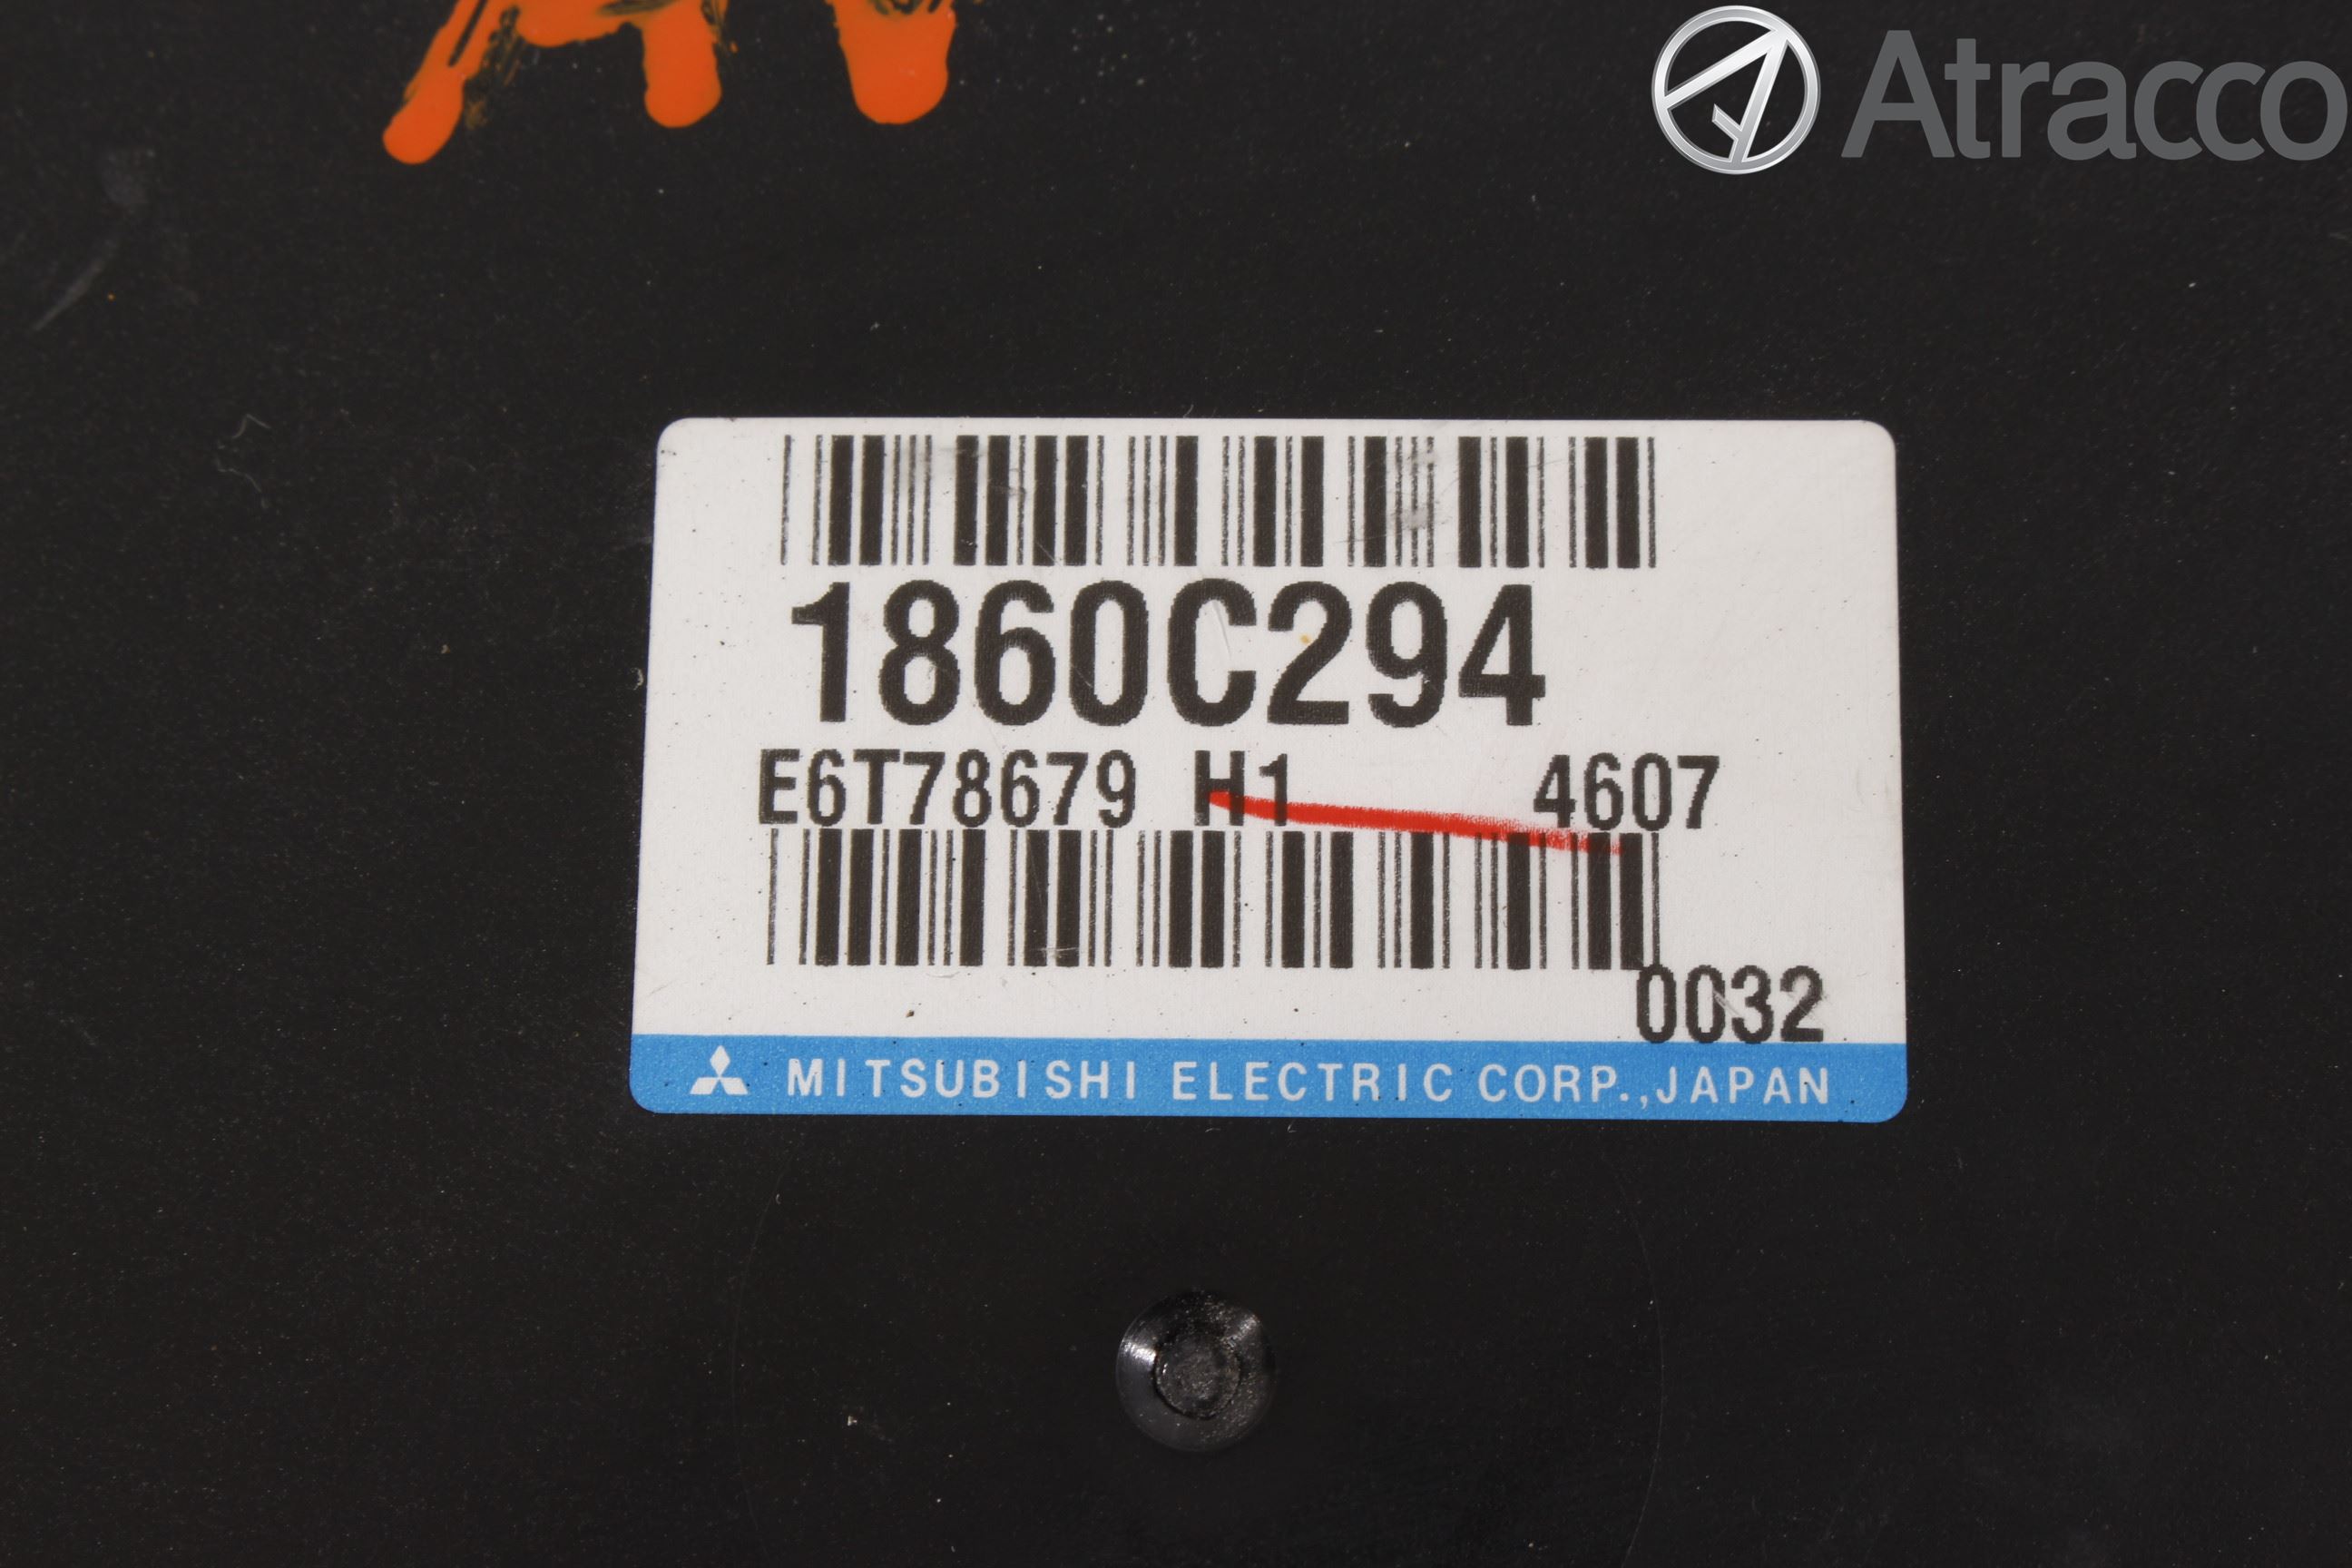 Atracco
1860C294
E6T78679 H1 4607
0032
MITSUBISHI ELECTRIC CORP.,JAPAN